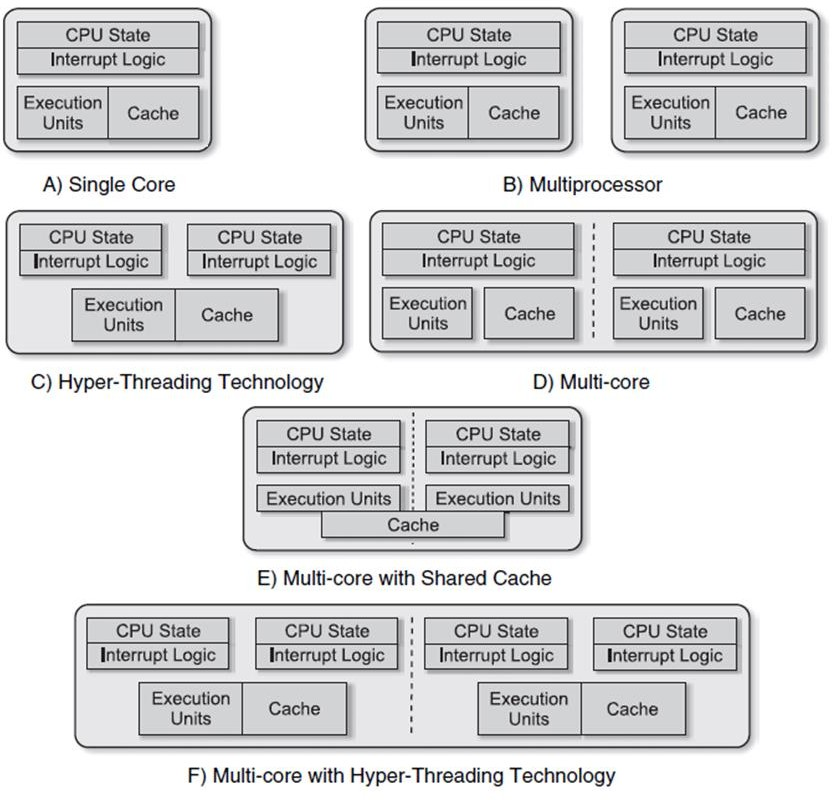 CPU State
Interrupt Logic
Execution
Units
Cache
A) Single Core
CPU State
Interrupt Logic
Execution
Units
Cache
CPU State
Interrupt Logic
Execution
Units
Cache
B) Multiprocessor
CPU State
Interrupt Logic
CPU State
Interrupt Logic
Execution
Units
Cache
C) Hyper-Threading Technology
CPU State
Interrupt Logic
Execution
Units
Cache
CPU State
Interrupt Logic
Execution
Units
Cache
D) Multi-core
CPU State
Interrupt Logic
Execution Units
CPU State
Interrupt Logic
Execution Units
Cache
E) Multi-core with Shared Cache
CPU State
Interrupt Logic
CPU State
Interrupt Logic
Execution
Units
Cache
CPU State
Interrupt Logic
CPU State
Interrupt Logic
Execution
Units
Cache
F) Multi-core with Hyper-Threading Technology